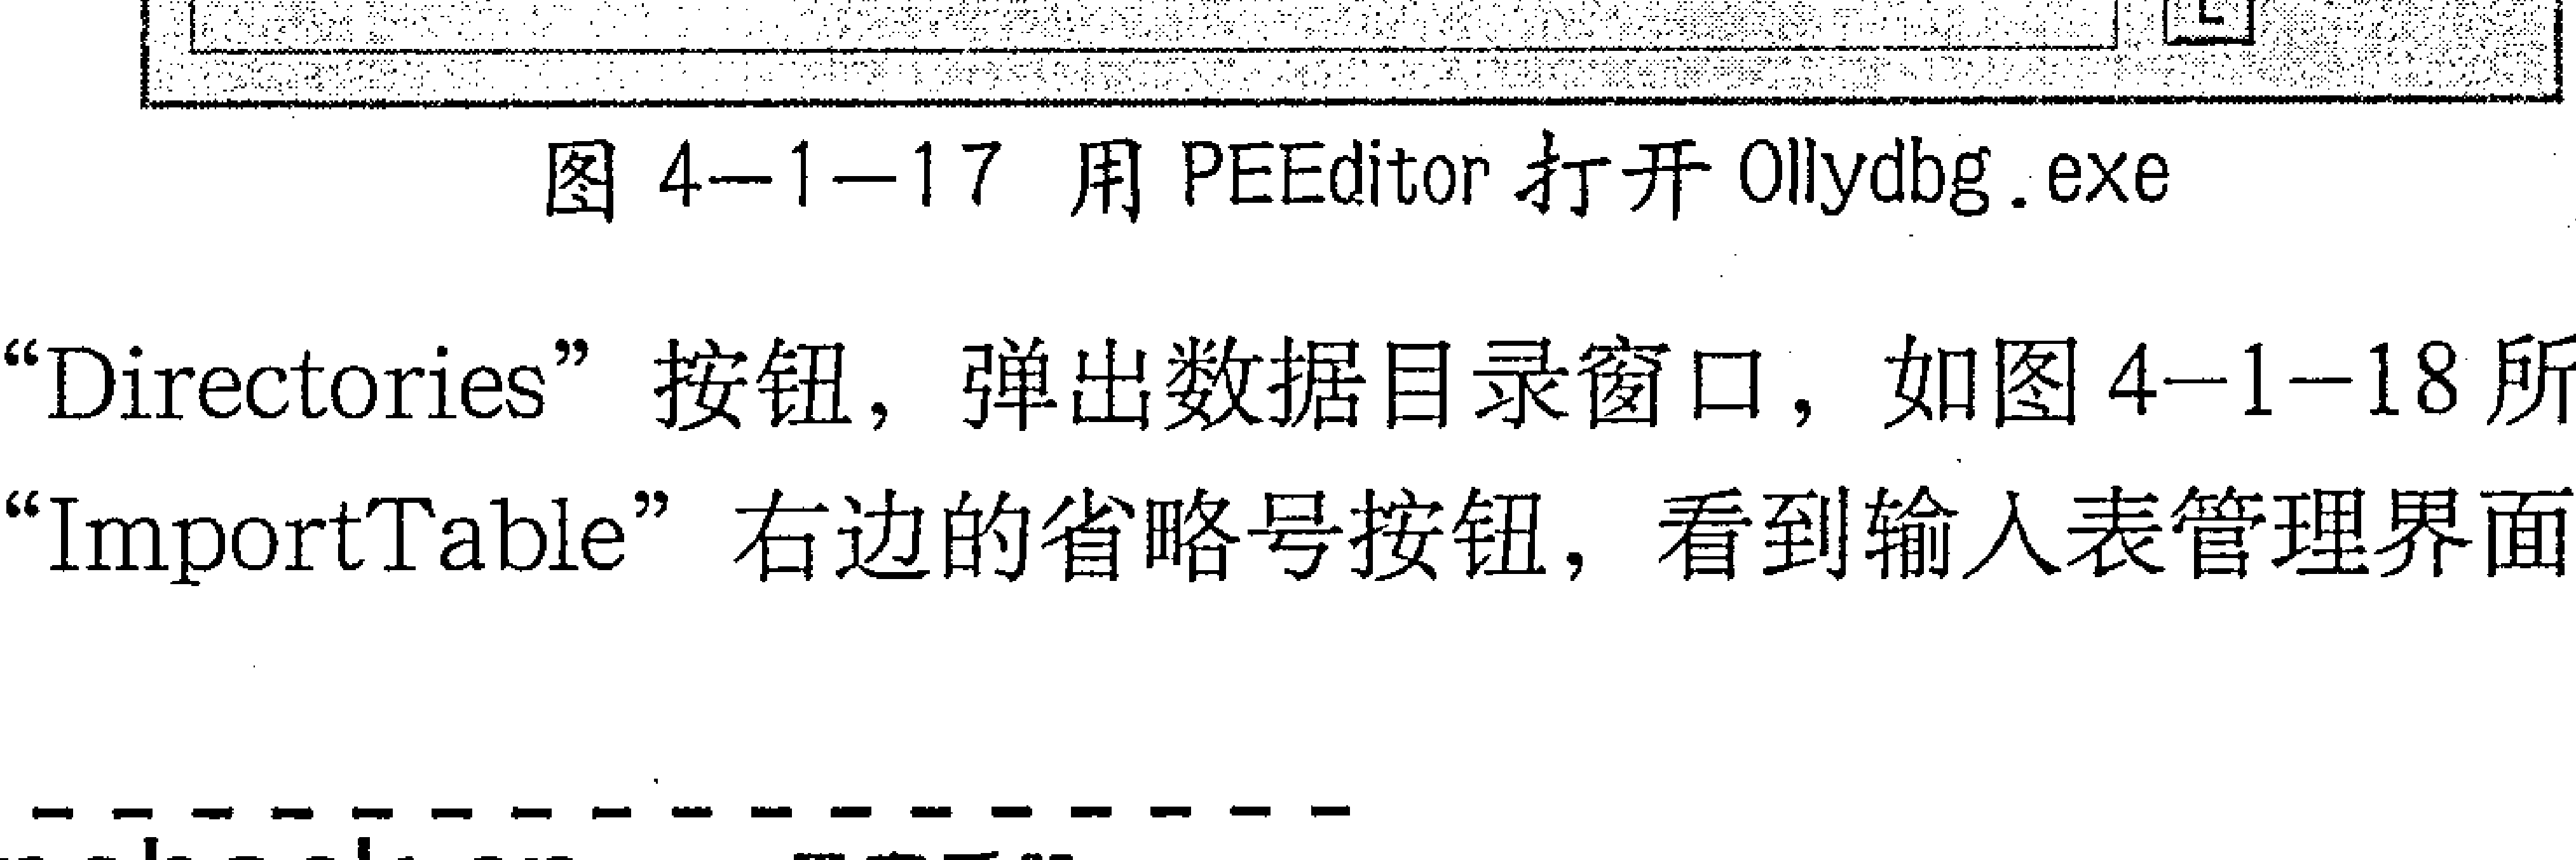 图 4-1-17 用 PEEditor 打开 Ollydbg.exe
“Directories” 按钮，弹出数据目录窗口，如图 4-1-18 所
“ImportTable” 右边的省略号按钮，看到输入表管理界面